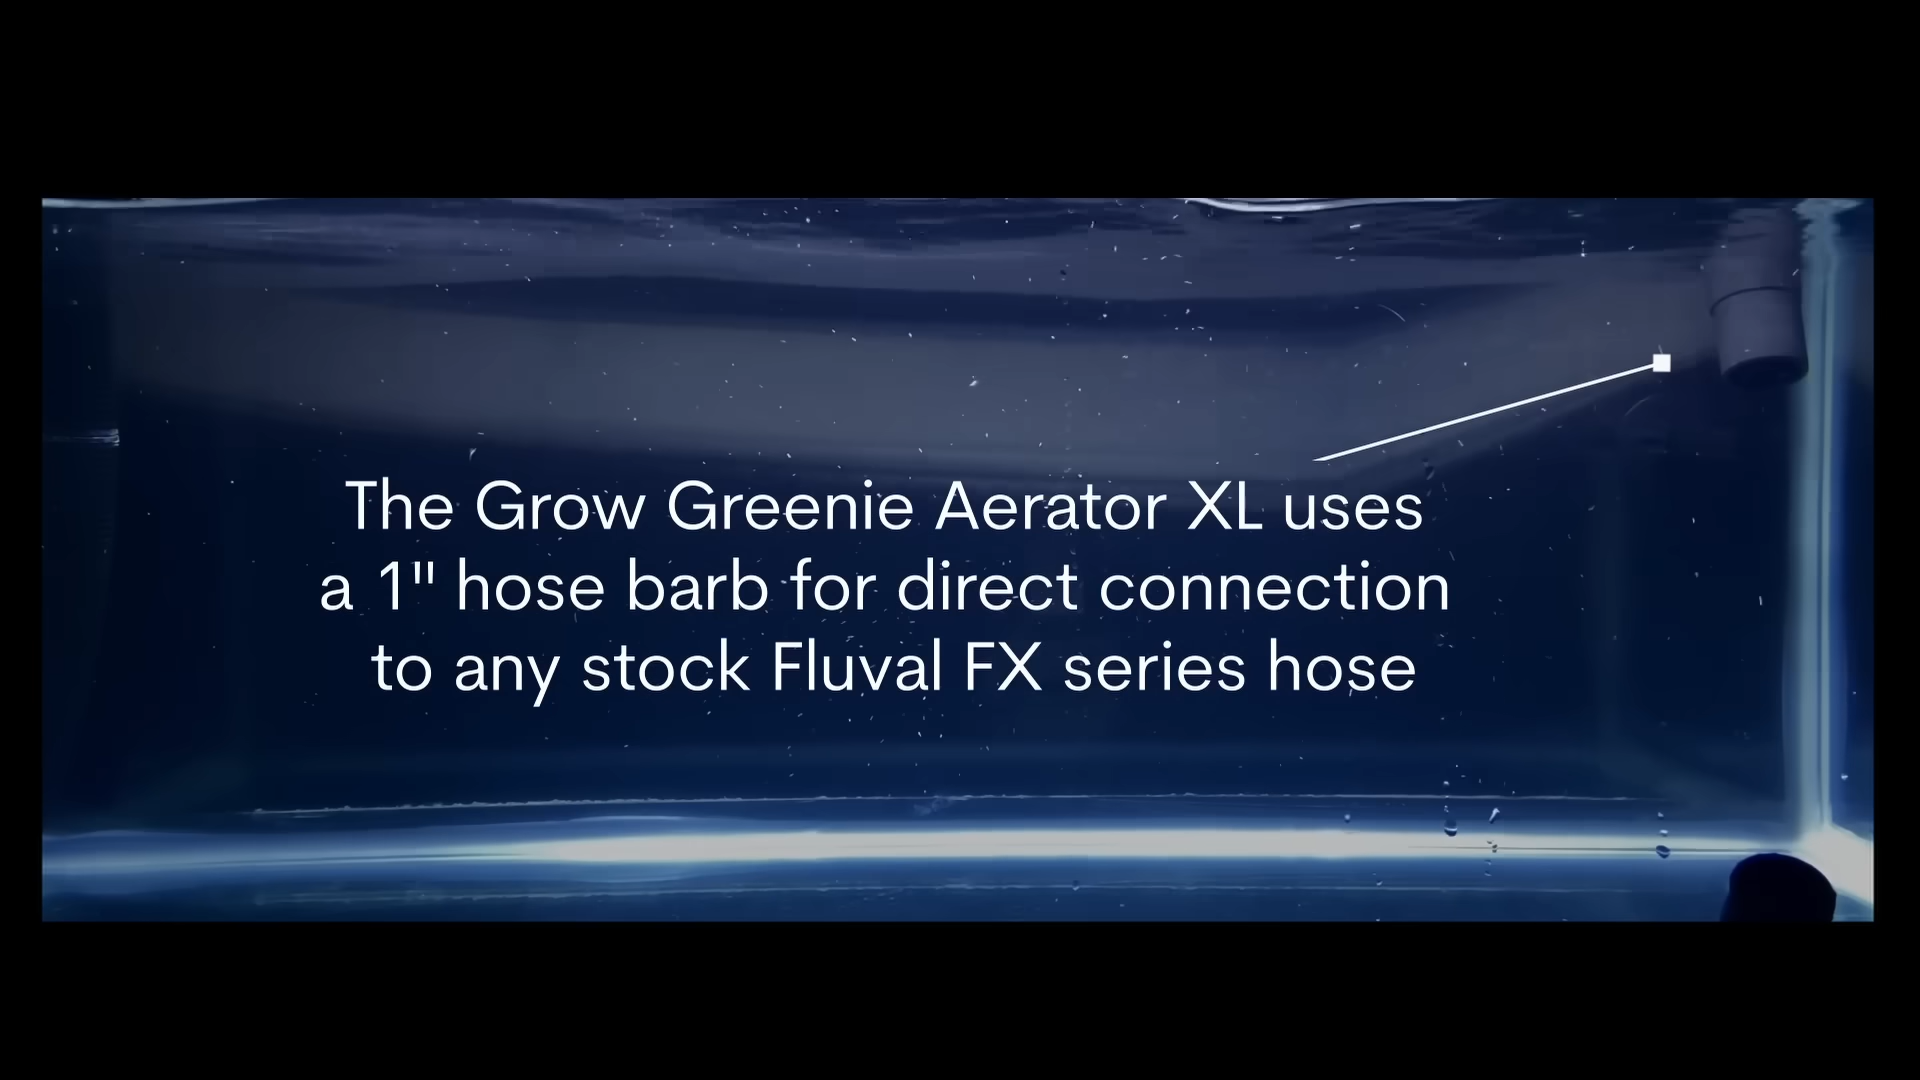 The Grow Greenie Aerator XL uses
a 1" hose barb for direct connection
to any stock Fluval FX series hose